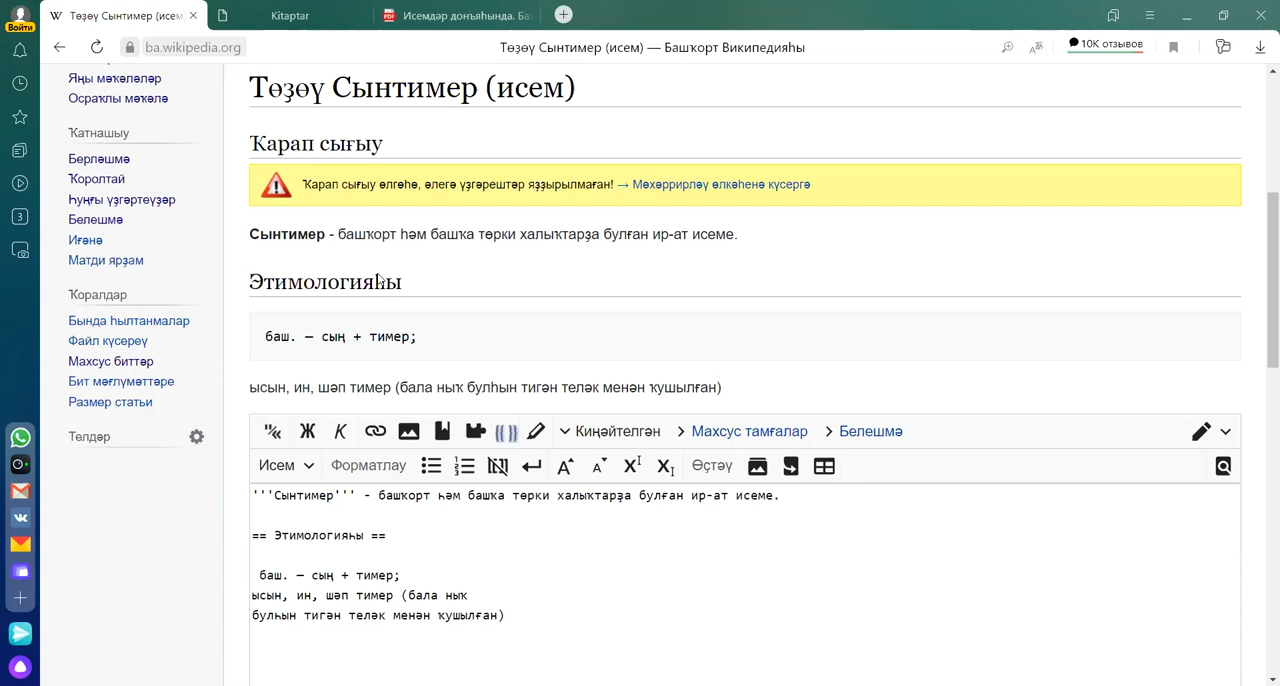 Төҙөү Сынтимер (исем
Kitaptar
Исемдәр донъяһында. Ба
Войти
ba.wikipedia.org
Төҙөү Сынтимер (исем) — Башҡорт Википедияһы
10K отзывов
Яңы мәҡәләләр
Осраҡлы мәҡәлә
Ҡатнашыу
Берләшмә
Ҡоролтай
Һуңғы үҙгәртеүҙәр
Белешмә
Иғәнә
Матди ярҙам
Ҡоралдар
Бында һылтанмалар
Файл күсереү
Махсус биттәр
Бит мәғлүмәттәре
Размер статьи
Телдәр
Төҙөү Сынтимер (исем)
Ҡарап сығыу
Ҡарап сығыу өлгөһө, әлегә үҙгәрештәр яҙҙырылмаған! → Мөхәррирләү өлкәһенә күсергә
Сынтимер - башҡорт һәм башҡа төрки халыҡтарҙа булған ир-ат исеме.
Этимологияһы
баш. — сың + тимер;
ысын, ин, шәп тимер (бала ныҡ булһын тигән теләк менән ҡушылған)
Ж К Киңәйтелгән Махсус тамғалар Белешмә
Исем Форматлау Өҫтәү
'''Сынтимер''' - башҡорт һәм башҡа төрки халыҡтарҙа булған ир-ат исеме.
== Этимологияһы ==
баш. — сың + тимер;
ысын, ин, шәп тимер (бала ныҡ
булһын тигән теләк менән ҡушылған)
3